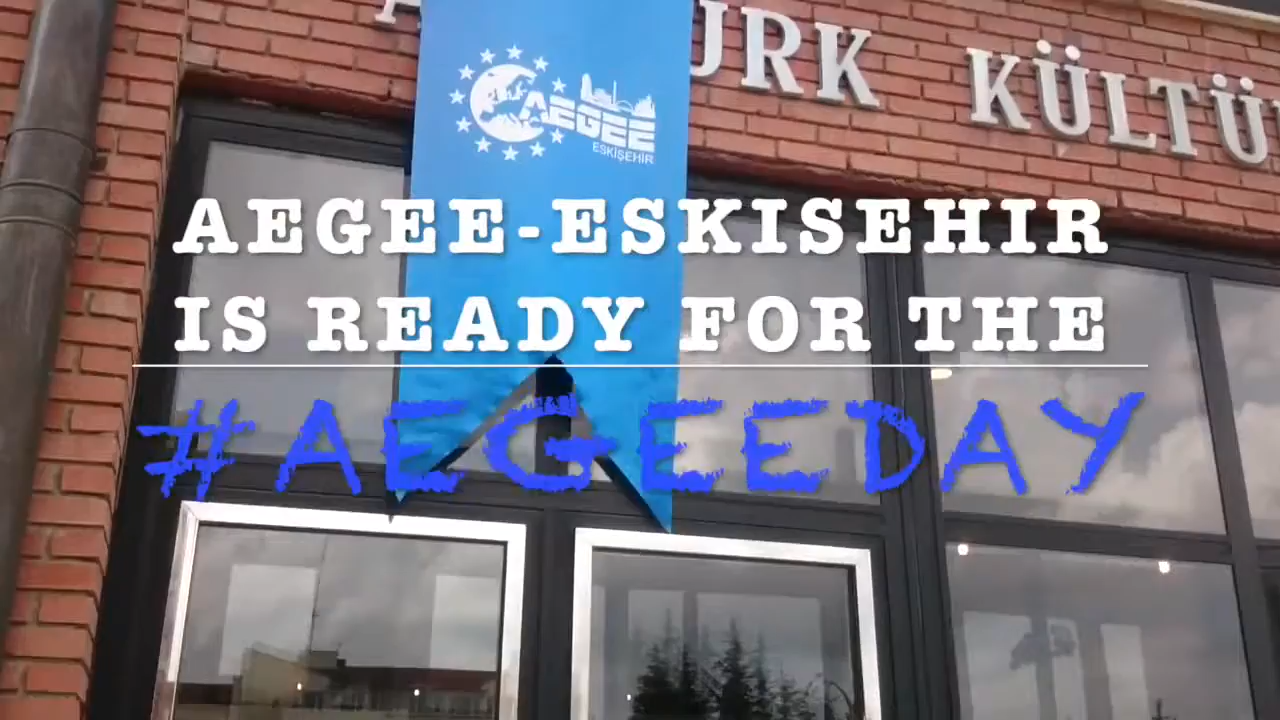 URK KÜLTÜ
AEGEE
ESKİŞEHİR
AEGEE-ESKISEHIR
IS READY FOR THE
#AEGEEDAY